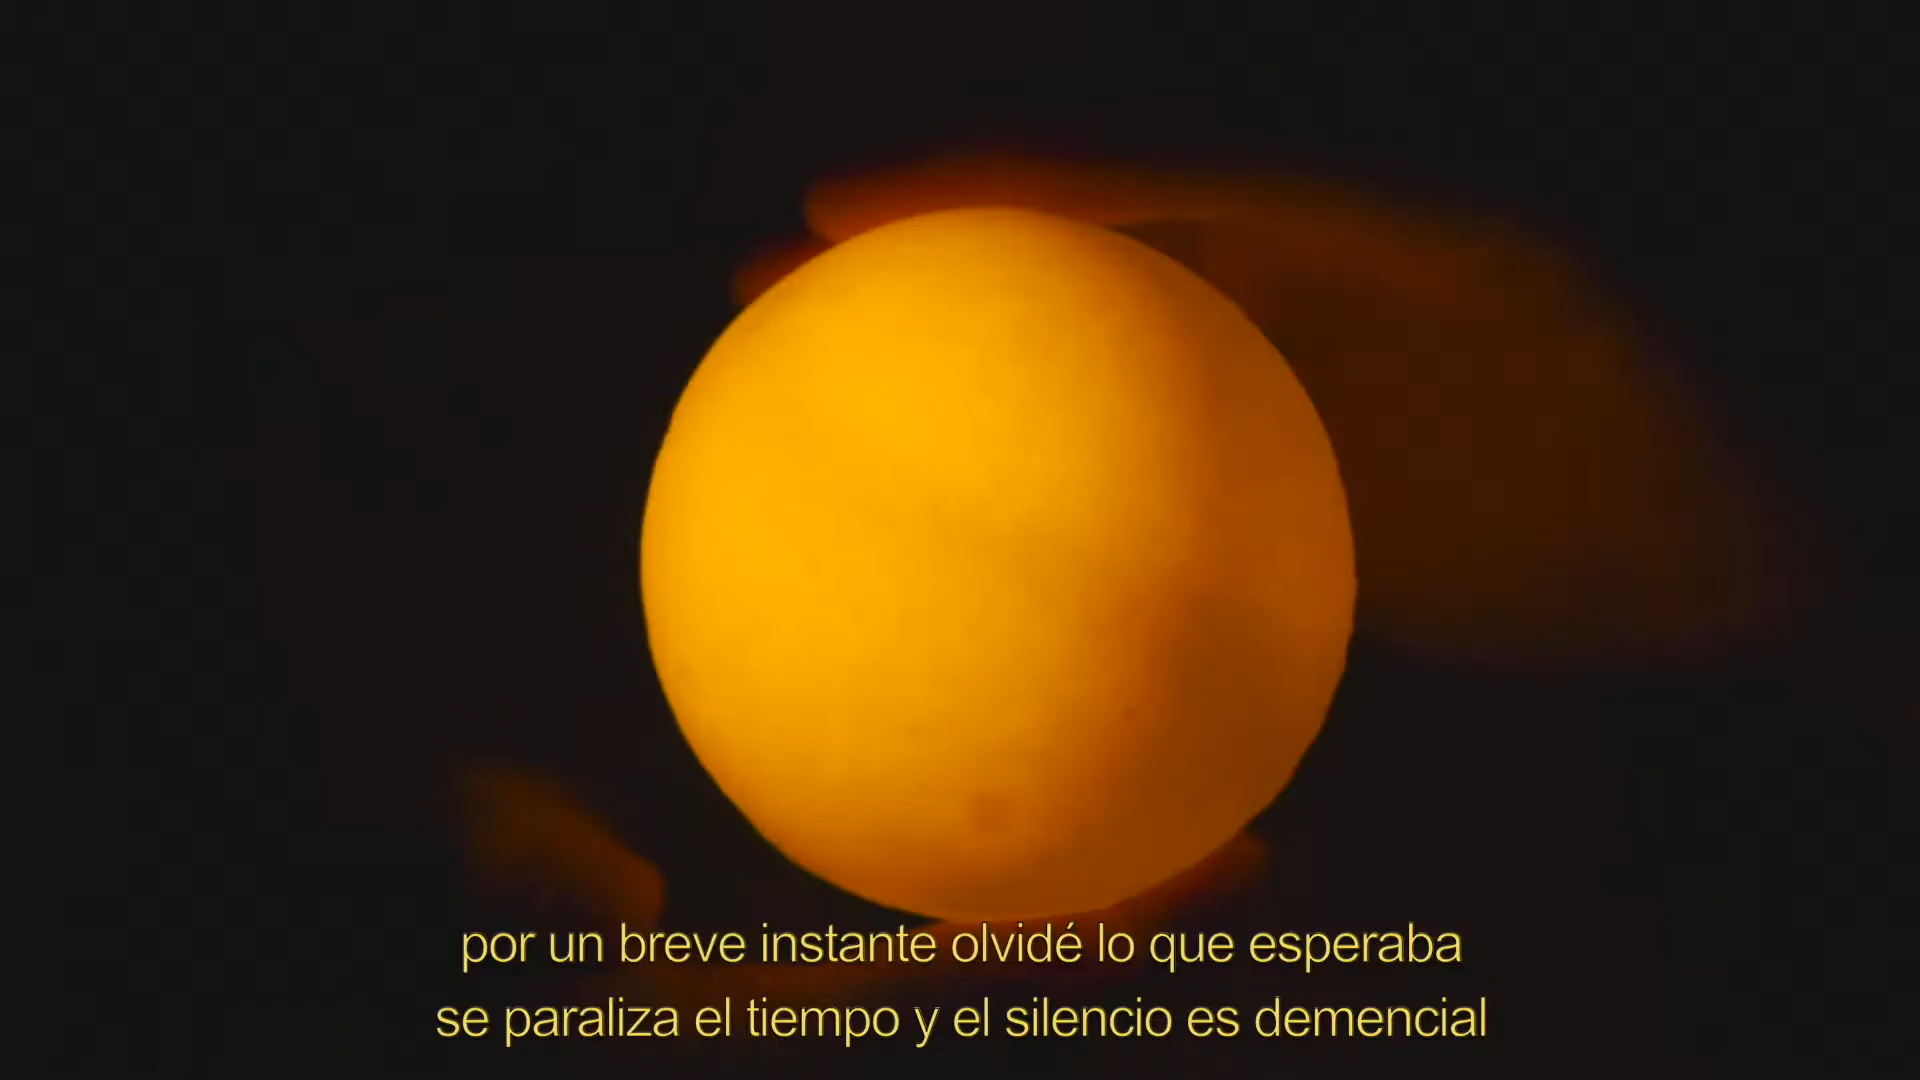 por un breve instante olvidé lo que esperaba
se paraliza el tiempo y el silencio es demencial